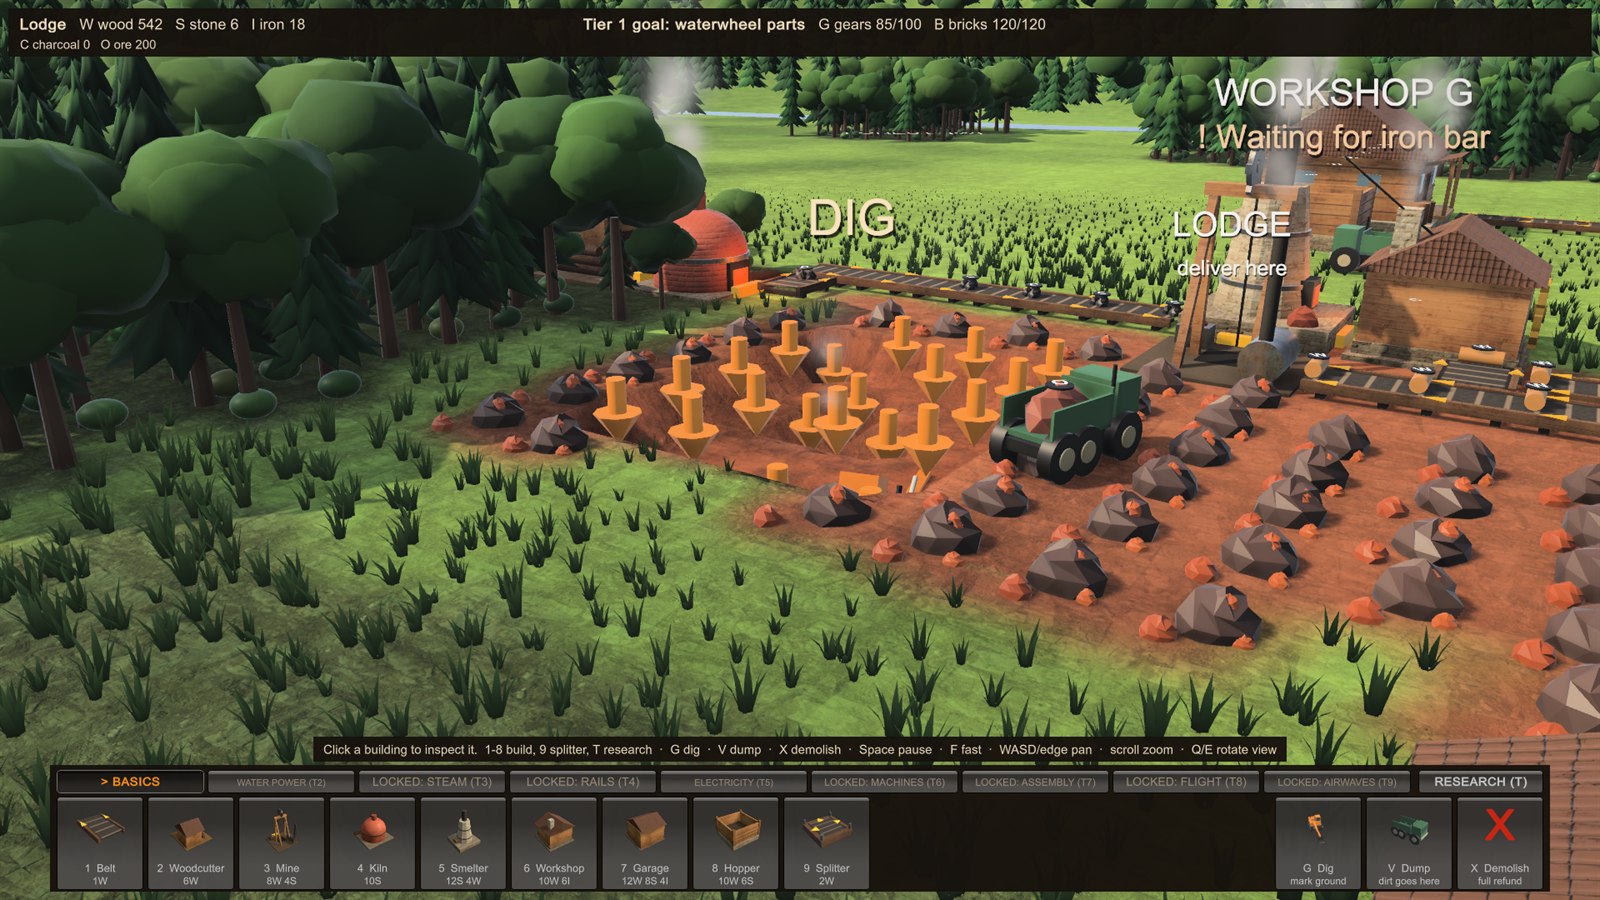 Lodge W wood 542 S stone 6 I iron 18
C charcoal 0 O ore 200
Tier 1 goal: waterwheel parts G gears 85/100 B bricks 120/120
WORKSHOP G
! Waiting for iron bar
DIG
LODGE
deliver here
Click a building to inspect it. 1-8 build, 9 splitter, T research · G dig · V dump · X demolish · Space pause · F fast · WASD/edge pan · scroll zoom · Q/E rotate view
> BASICS
WATER POWER (T2)
LOCKED: STEAM (T3)
LOCKED: RAILS (T4)
ELECTRICITY (T5)
LOCKED: MACHINES (T6)
LOCKED: ASSEMBLY (T7)
LOCKED: FLIGHT (T8)
LOCKED: AIRWAVES (T9)
RESEARCH (T)
1 Belt
1W
2 Woodcutter
6W
3 Mine
8W 4S
4 Kiln
10S
5 Smelter
12S 4W
6 Workshop
10W 6I
7 Garage
12W 8S 4I
8 Hopper
10W 6S
9 Splitter
2W
G Dig
mark ground
V Dump
dirt goes here
X Demolish
full refund